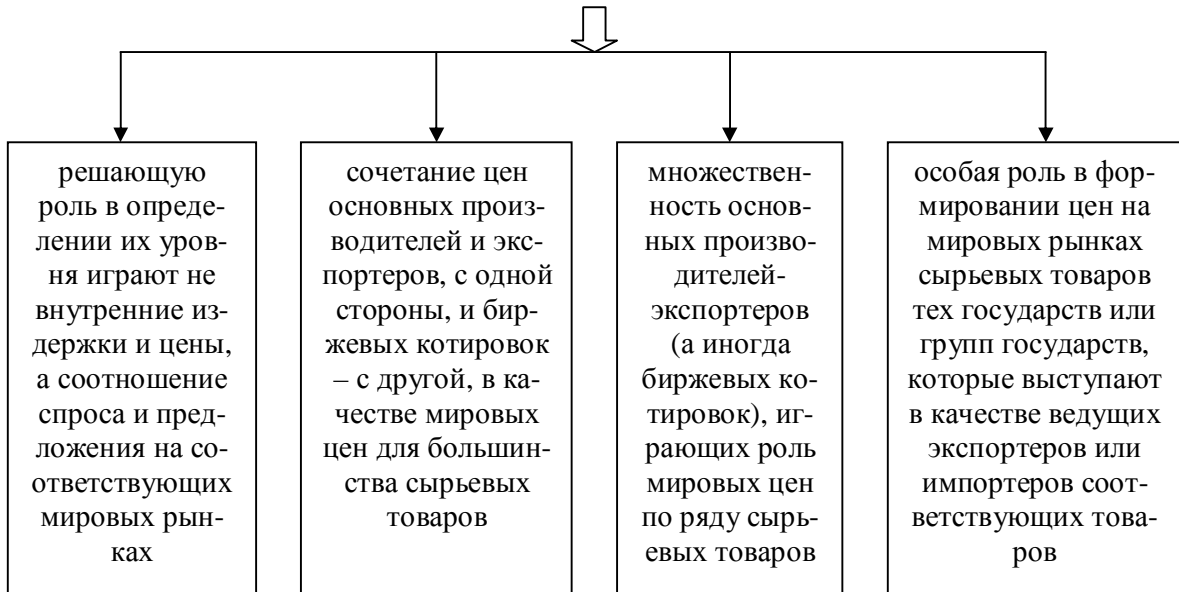 решающую
роль в опреде-
лении их уров-
ня играют не
внутренние из-
держки и цены,
а соотношение
спроса и пред-
ложения на со-
ответствующих
мировых рын-
ках
сочетание цен
основных произ-
водителей и экс-
портеров, с одной
стороны, и бир-
жевых котировок
– с другой, в ка-
честве мировых
цен для большин-
ства сырьевых
товаров
множествен-
ность основ-
ных произво-
дителей-
экспортеров
(а иногда
биржевых ко-
тировок), иг-
рающих роль
мировых цен
по ряду сырь-
евых товаров
особая роль в фор-
мировании цен на
мировых рынках
сырьевых товаров
тех государств или
групп государств,
которые выступают
в качестве ведущих
экспортеров или
импортеров соот-
ветствующих това-
ров